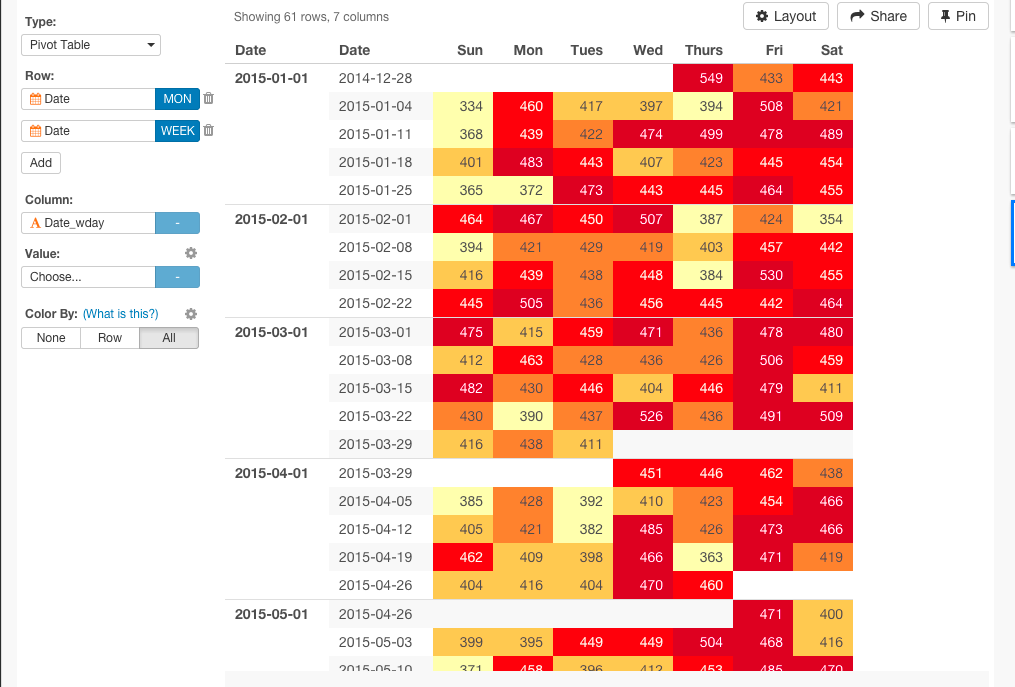 Type:
Pivot Table
Row:
Date MON
Date WEEK
Add
Column:
A Date_wday -
Value:
Choose... -
Color By: (What is this?)
None Row All
Showing 61 rows, 7 columns
Layout Share Pin
Date Date Sun Mon Tues Wed Thurs Fri Sat
2015-01-01 2014-12-28 549 433 443
2015-01-04 334 460 417 397 394 508 421
2015-01-11 368 439 422 474 499 478 489
2015-01-18 401 483 443 407 423 445 454
2015-01-25 365 372 473 443 445 464 455
2015-02-01 2015-02-01 464 467 450 507 387 424 354
2015-02-08 394 421 429 419 403 457 442
2015-02-15 416 439 438 448 384 530 455
2015-02-22 445 505 436 456 445 442 464
2015-03-01 2015-03-01 475 415 459 471 436 478 480
2015-03-08 412 463 428 436 426 506 459
2015-03-15 482 430 446 404 446 479 411
2015-03-22 430 390 437 526 436 491 509
2015-03-29 416 438 411
2015-04-01 2015-03-29 451 446 462 438
2015-04-05 385 428 392 410 423 454 466
2015-04-12 405 421 382 485 426 473 466
2015-04-19 462 409 398 466 363 471 419
2015-04-26 404 416 404 470 460
2015-05-01 2015-04-26 471 400
2015-05-03 399 395 449 449 504 468 416
2015-05-10 371 458 396 412 453 485 470